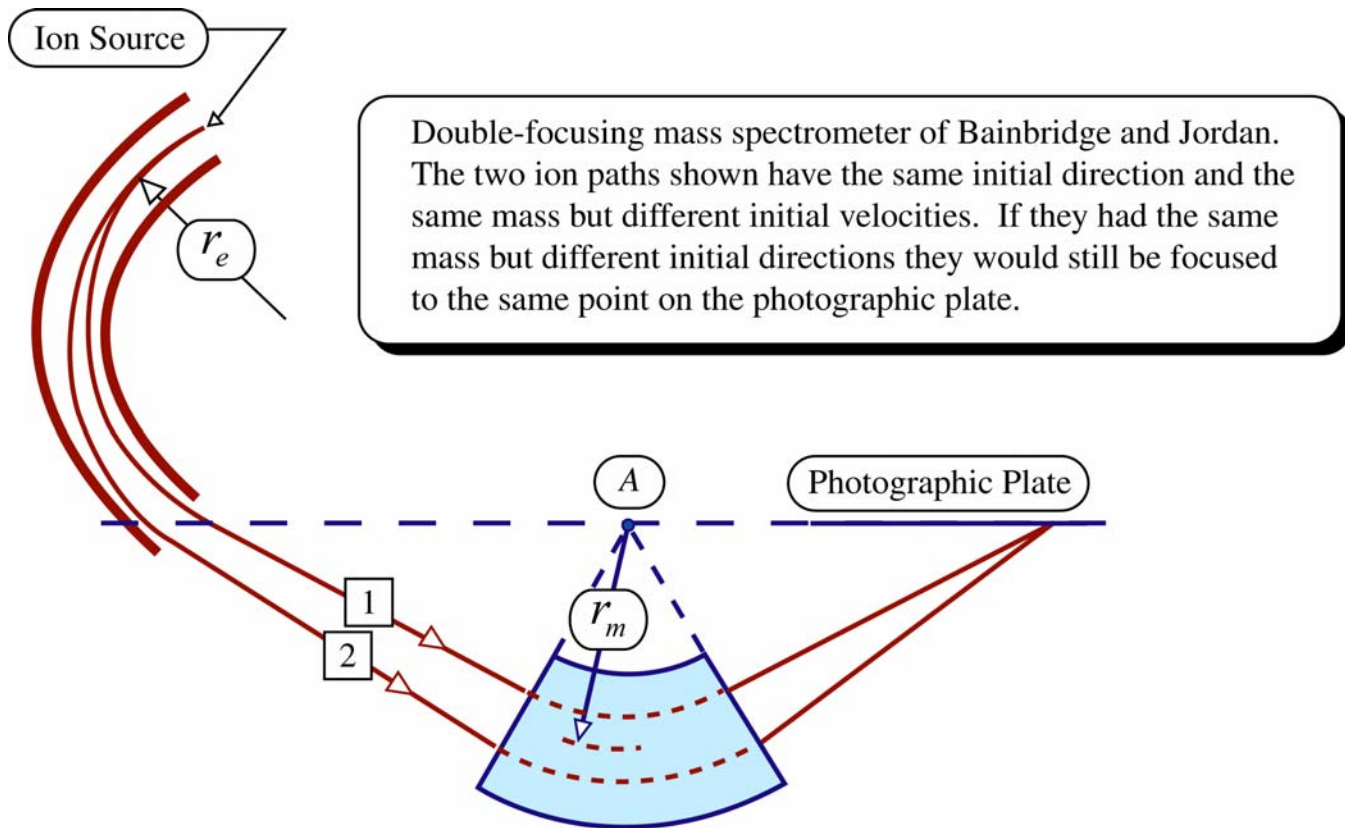 Ion Source
Double-focusing mass spectrometer of Bainbridge and Jordan.
The two ion paths shown have the same initial direction and the
same mass but different initial velocities. If they had the same
mass but different initial directions they would still be focused
to the same point on the photographic plate.
r_e
A
Photographic Plate
1
r_m
2